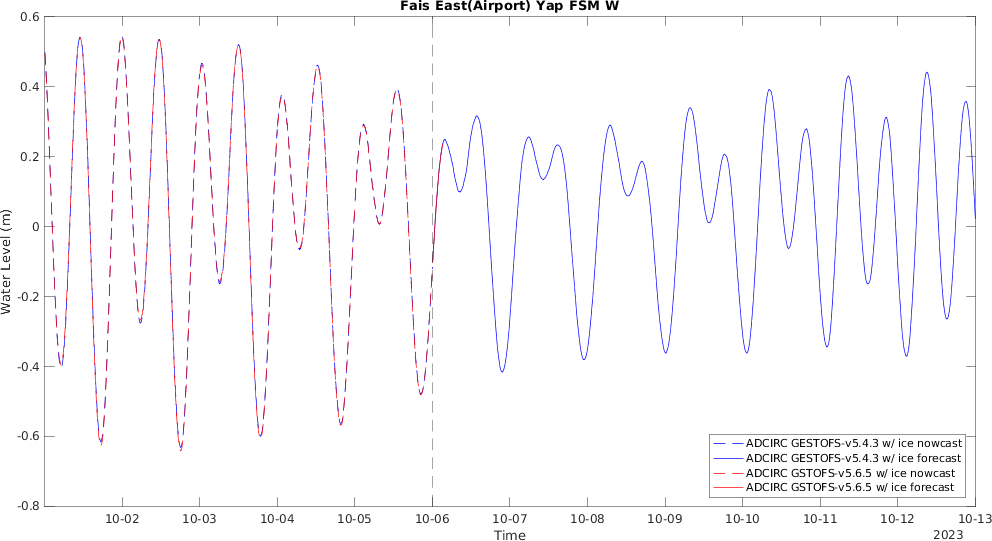 Fais East(Airport) Yap FSM W
0.6
0.4
0.2
0
-0.2
-0.4
-0.6
-0.8
Water Level (m)
ADCIRC GESTOFS-v5.4.3 w/ ice nowcast
ADCIRC GESTOFS-v5.4.3 w/ ice forecast
ADCIRC GSTOFS-v5.6.5 w/ ice nowcast
ADCIRC GSTOFS-v5.6.5 w/ ice forecast
10-02 10-03 10-04 10-05 10-06 10-07 10-08 10-09 10-10 10-11 10-12 10-13
Time
2023